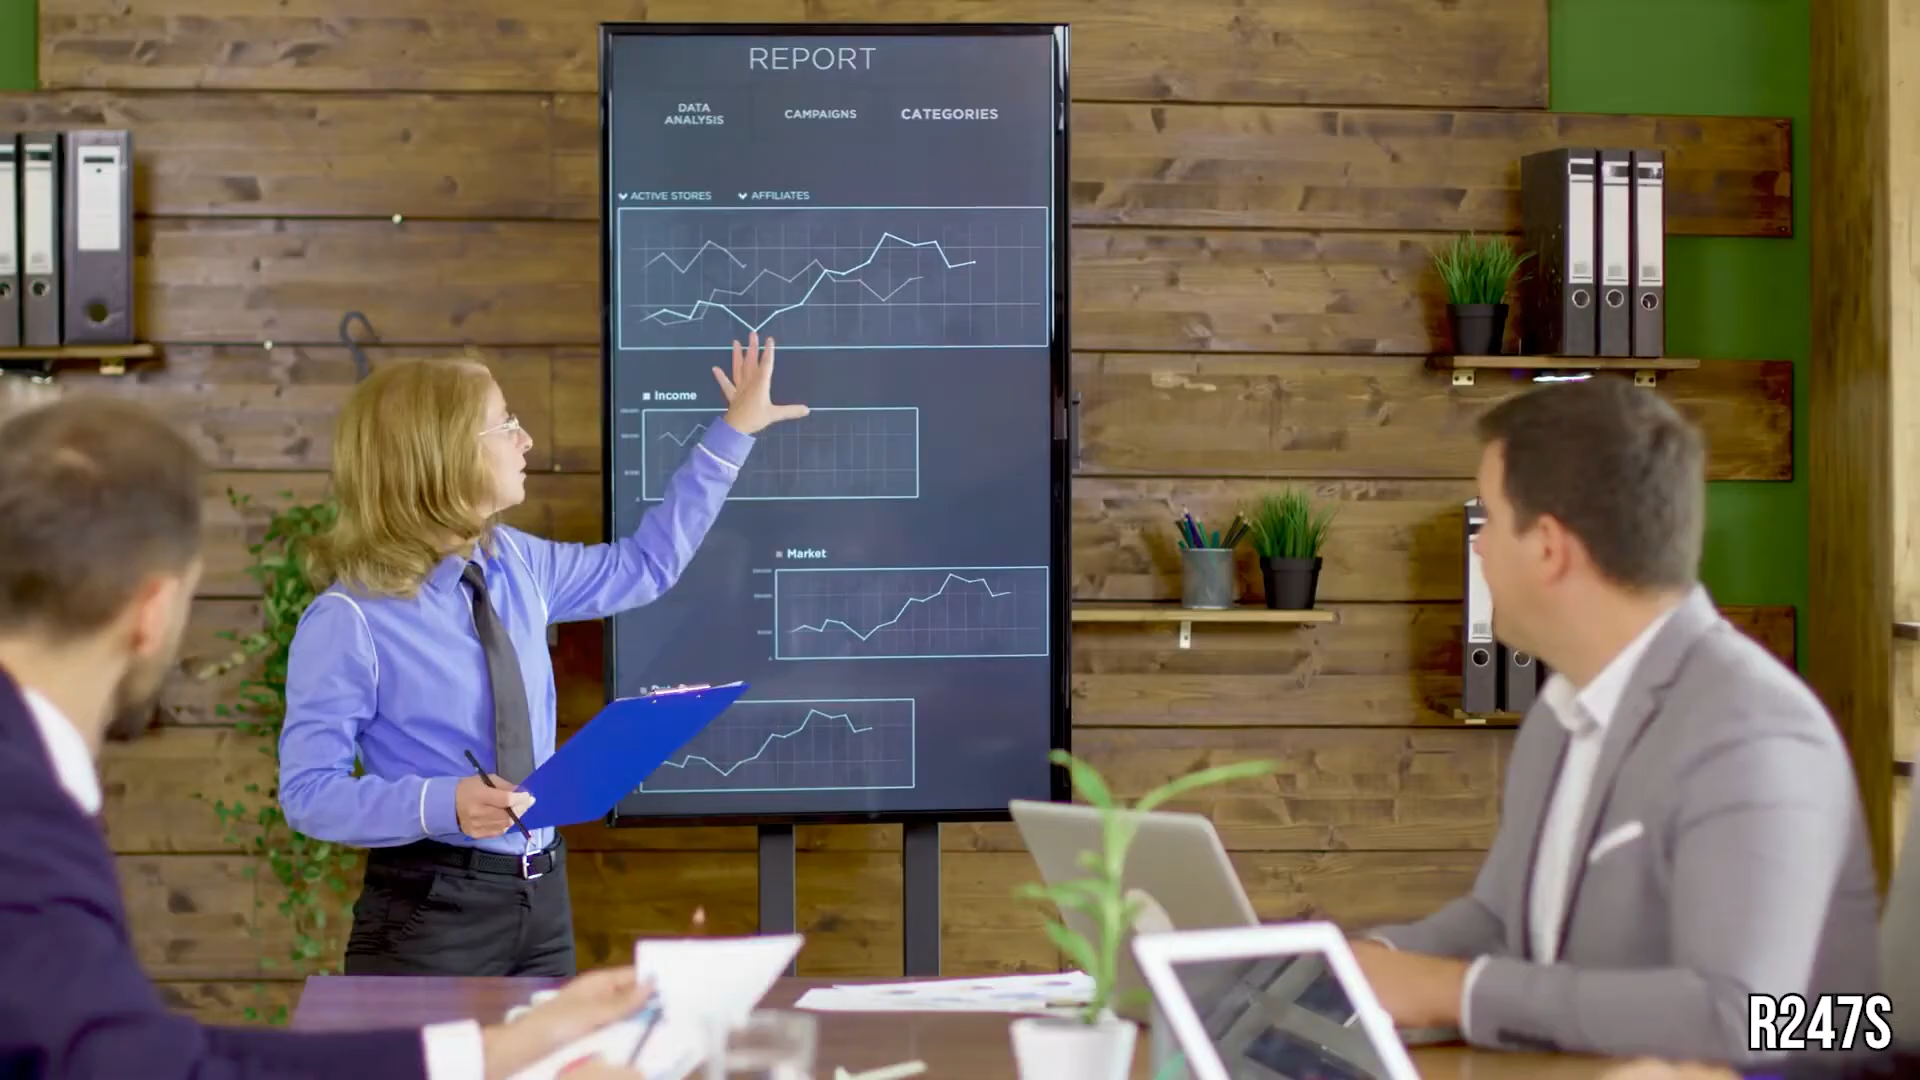 REPORT
DATA
ANALYSIS
CAMPAIGNS
CATEGORIES
ACTIVE STORES
AFFILIATES
Income
Market
R247S